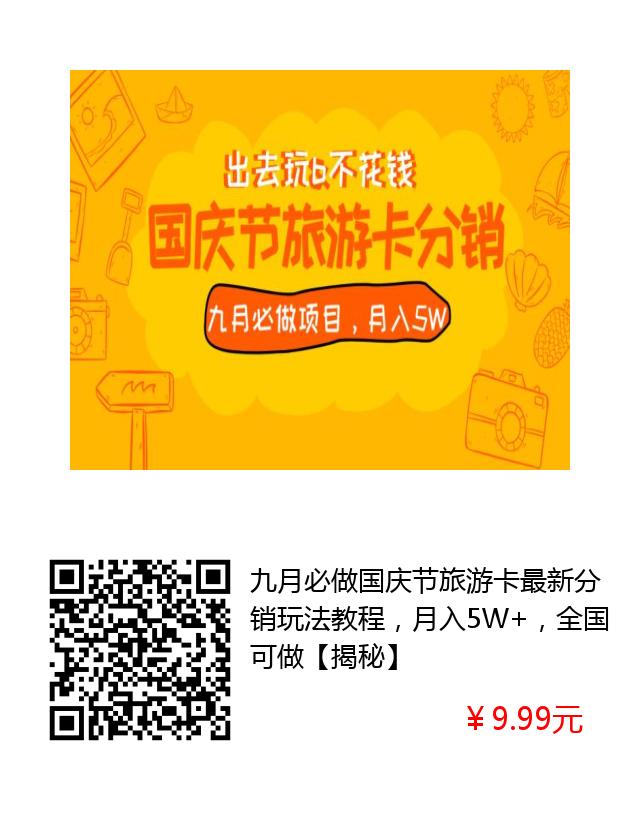 出去玩b不花钱
国庆节旅游卡分销
九月必做项目，月入5W
九月必做国庆节旅游卡最新分
销玩法教程，月入5W+，全国
可做【揭秘】
￥9.99元